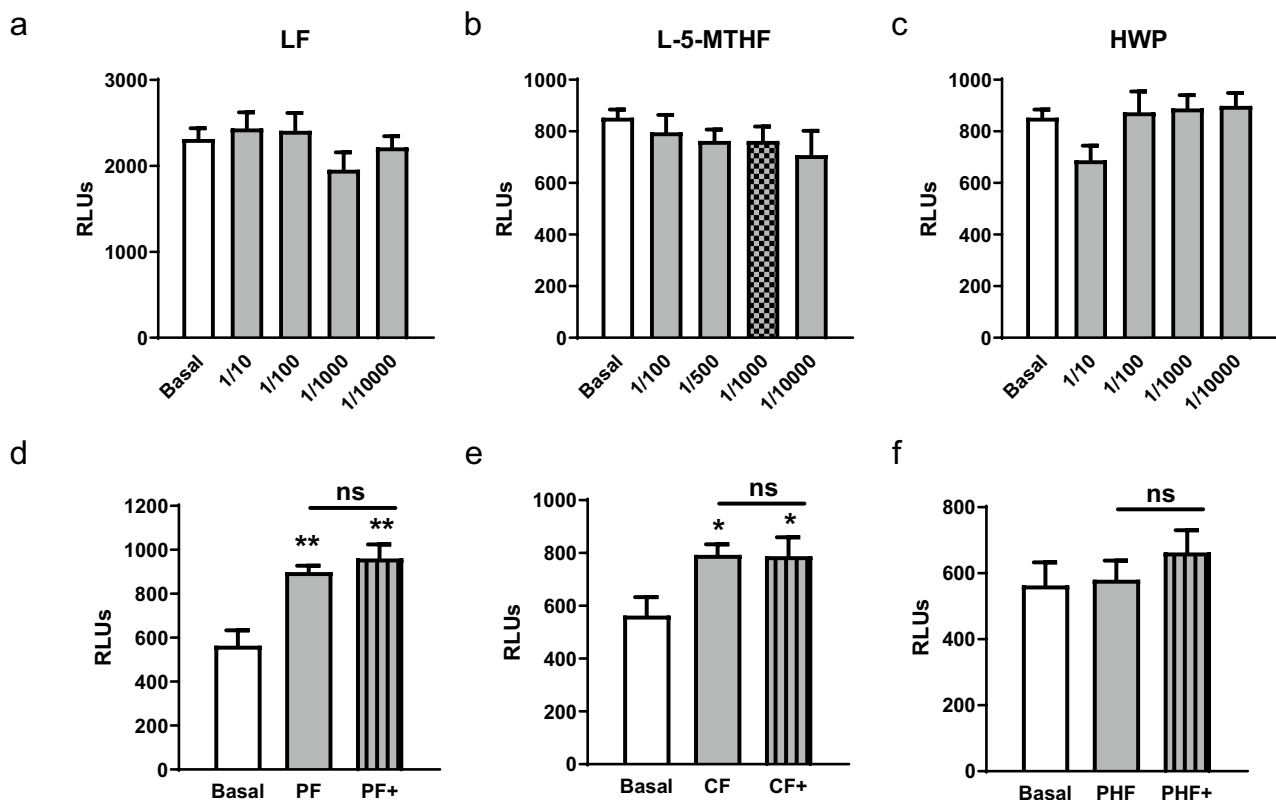 a
LF
RLUs
3000
2000
1000
0
Basal
1/10
1/100
1/1000
1/10000
b
L-5-MTHF
RLUs
1000
800
600
400
200
0
Basal
1/100
1/500
1/1000
1/10000
c
HWP
RLUs
1000
800
600
400
200
0
Basal
1/10
1/100
1/1000
1/10000
d
RLUs
1200
1000
800
600
400
200
0
ns
**
**
Basal PF PF+
e
RLUs
1000
800
600
400
200
0
ns
*
*
Basal CF CF+
f
RLUs
800
600
400
200
0
ns
Basal PHF PHF+